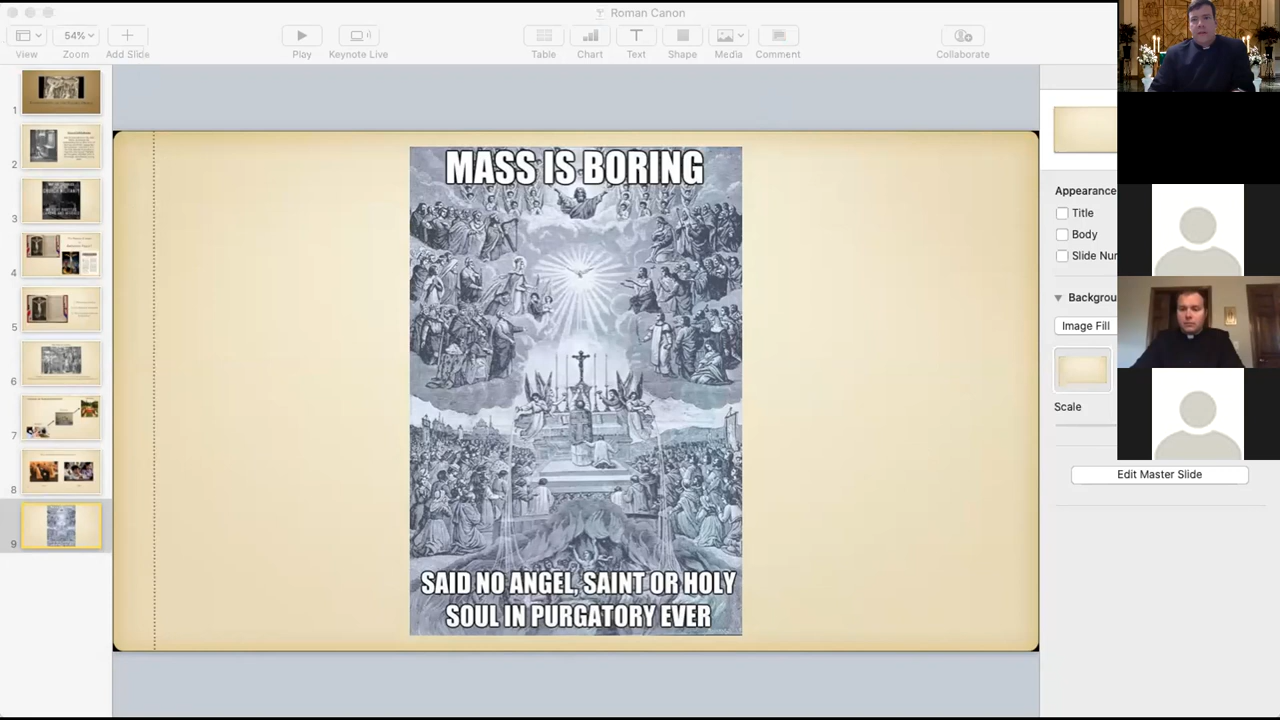 Roman Canon
54%
View
Zoom
Add Slide
Play
Keynote Live
Table
Chart
Text
Shape
Media
Comment
Collaborate
1
2
3
4
5
6
7
8
9
MASS IS BORING
SAID NO ANGEL, SAINT OR HOLY
SOUL IN PURGATORY EVER
Appearance
Title
Body
Slide Num
Backgrou
Image Fill
Scale
Edit Master Slide